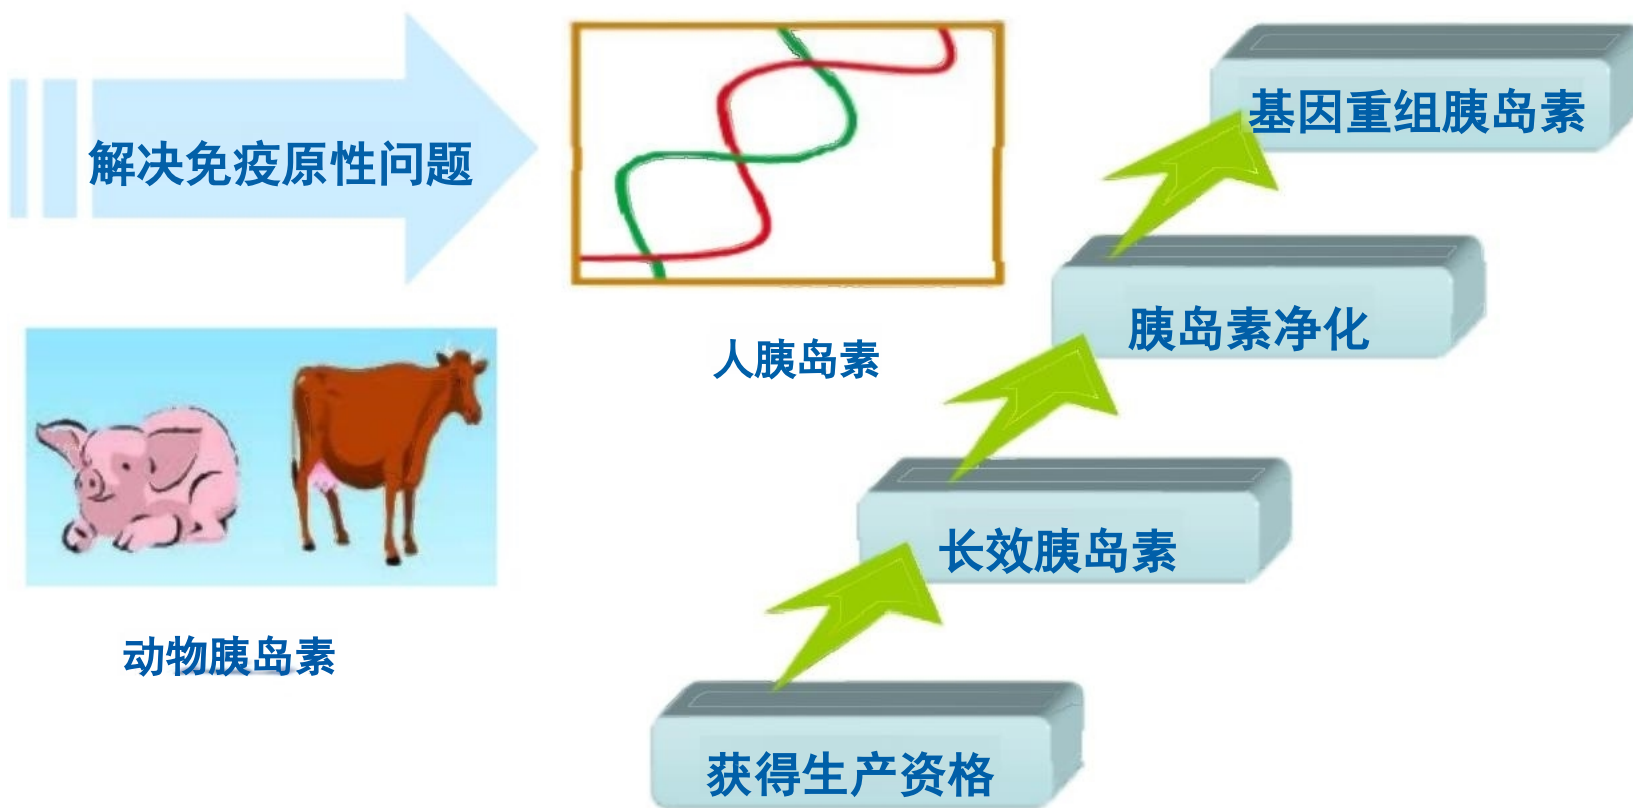 解决免疫原性问题
人胰岛素
动物胰岛素
基因重组胰岛素
胰岛素净化
长效胰岛素
获得生产资格